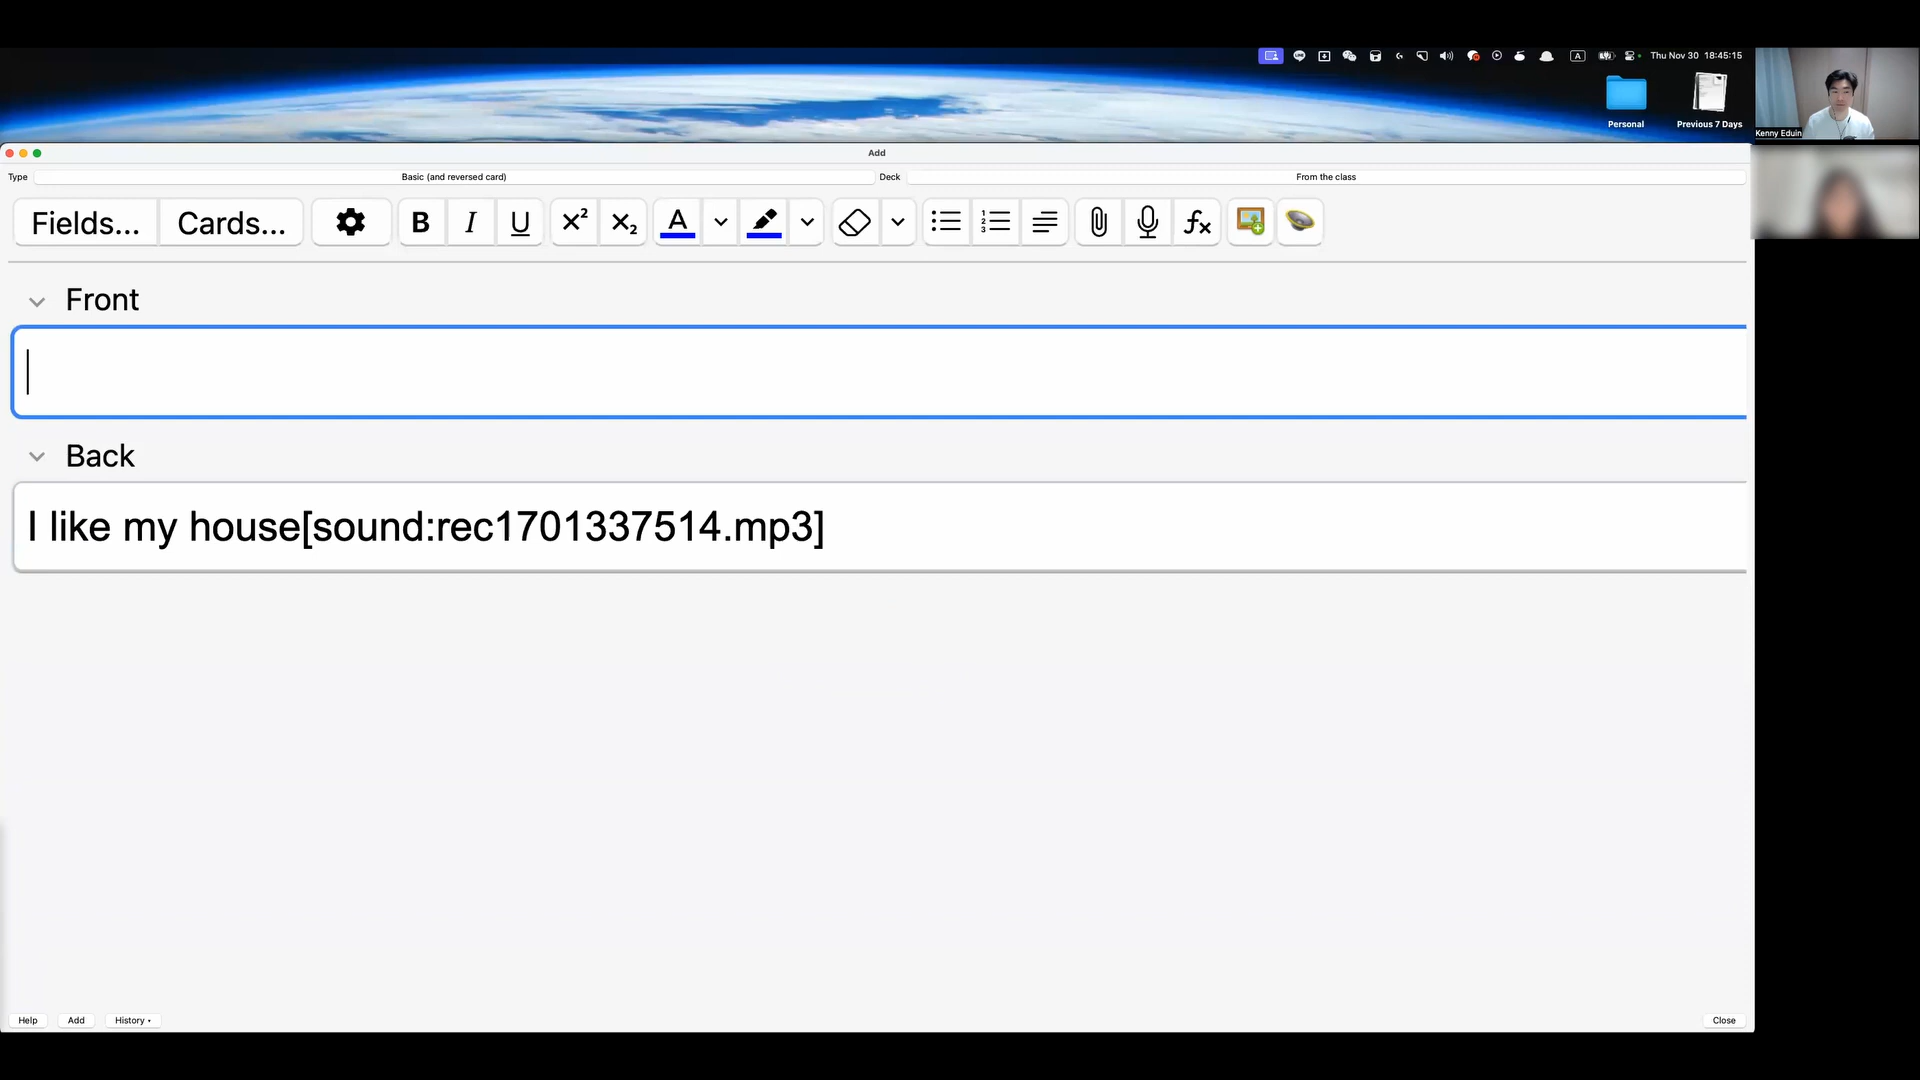 Thu Nov 30 18:45:15
Personal
Previous 7 Days
Kenny Eduin
Add
Type
Basic (and reversed card)
Deck
From the class
Fields...
Cards...
Front
Back
I like my house[sound:rec1701337514.mp3]
Help
Add
History
Close